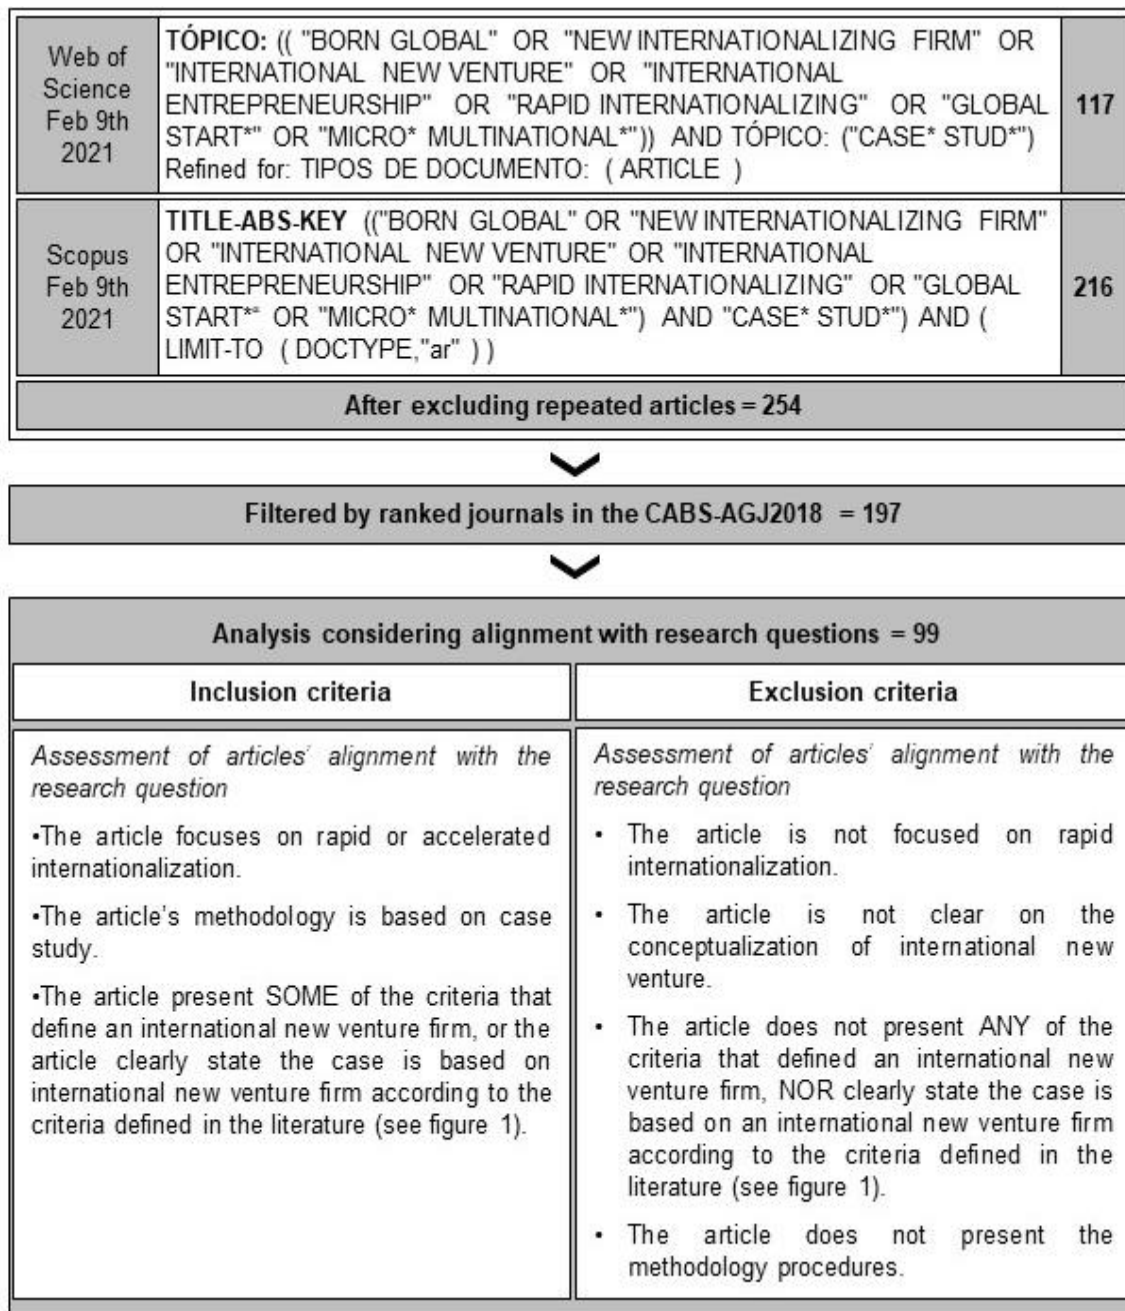 Web of
Science
Feb 9th
2021
TÓPICO: (( "BORN GLOBAL" OR "NEW INTERNATIONALIZING FIRM" OR
"INTERNATIONAL NEW VENTURE" OR "INTERNATIONAL
ENTREPRENEURSHIP" OR "RAPID INTERNATIONALIZING" OR "GLOBAL
START*" OR "MICRO* MULTINATIONAL*")) AND TÓPICO: ("CASE* STUD*")
Refined for: TIPOS DE DOCUMENTO: ( ARTICLE )
117
Scopus
Feb 9th
2021
TITLE-ABS-KEY (("BORN GLOBAL" OR "NEW INTERNATIONALIZING FIRM"
OR "INTERNATIONAL NEW VENTURE" OR "INTERNATIONAL
ENTREPRENEURSHIP" OR "RAPID INTERNATIONALIZING" OR "GLOBAL
START*" OR "MICRO* MULTINATIONAL*") AND "CASE* STUD*") AND (
LIMIT-TO ( DOCTYPE,"ar" ) )
216
After excluding repeated articles = 254
Filtered by ranked journals in the CABS-AGJ2018 = 197
Analysis considering alignment with research questions = 99
Inclusion criteria
Assessment of articles' alignment with the
research question
•The article focuses on rapid or accelerated
internationalization.
•The article's methodology is based on case
study.
•The article present SOME of the criteria that
define an international new venture firm, or the
article clearly state the case is based on
international new venture firm according to the
criteria defined in the literature (see figure 1).
Exclusion criteria
Assessment of articles' alignment with the
research question
• The article is not focused on rapid
internationalization.
• The article is not clear on the
conceptualization of international new
venture.
• The article does not present ANY of the
criteria that defined an international new
venture firm, NOR clearly state the case is
based on an international new venture firm
according to the criteria defined in the
literature (see figure 1).
• The article does not present the
methodology procedures.